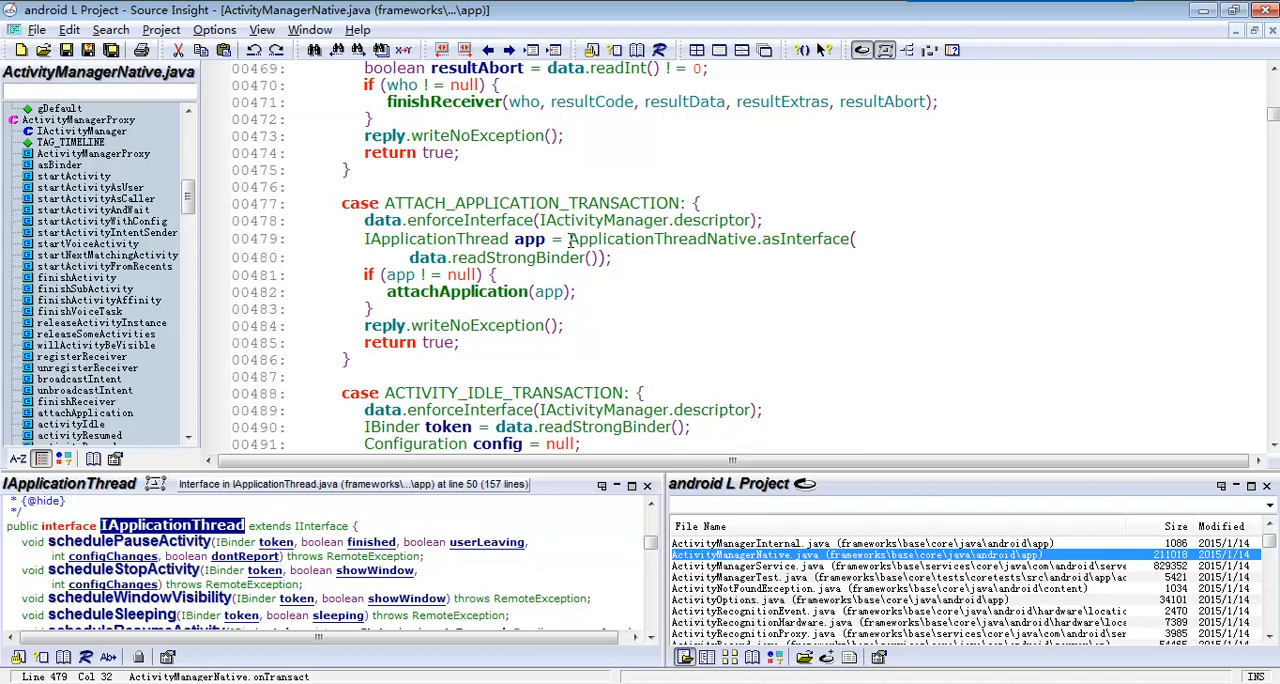 android L Project - Source Insight - [ActivityManagerNative.java (frameworks\...\app)]
File Edit Search Project Options View Window Help
ActivityManagerNative.java
gDefault
ActivityManagerProxy
IActivityManager
TAG_TIMELINE
ActivityManagerProxy
asBinder
startActivity
startActivityAsUser
startActivityAsCaller
startActivityAndWait
startActivityWithConfig
startActivityIntentSender
startVoiceActivity
startNextMatchingActivity
startActivityFromRecents
finishActivity
finishSubActivity
finishActivityAffinity
finishVoiceTask
releaseActivityInstance
releaseSomeActivities
willActivityBeVisible
registerReceiver
unregisterReceiver
broadcastIntent
unbroadcastIntent
finishReceiver
attachApplication
activityIdle
activityResumed
A-Z
00469: boolean resultAbort = data.readInt() != 0;
00470: if (who != null) {
00471: finishReceiver(who, resultCode, resultData, resultExtras, resultAbort);
00472: }
00473: reply.writeNoException();
00474: return true;
00475: }
00476:
00477: case ATTACH_APPLICATION_TRANSACTION: {
00478: data.enforceInterface(IActivityManager.descriptor);
00479: IApplicationThread app = ApplicationThreadNative.asInterface(
00480: data.readStrongBinder());
00481: if (app != null) {
00482: attachApplication(app);
00483: }
00484: reply.writeNoException();
00485: return true;
00486: }
00487:
00488: case ACTIVITY_IDLE_TRANSACTION: {
00489: data.enforceInterface(IActivityManager.descriptor);
00490: IBinder token = data.readStrongBinder();
00491: Configuration config = null;
IApplicationThread Interface in IApplicationThread.java (frameworks\...\app) at line 50 (157 lines)
* {@hide}
*/
public interface IApplicationThread extends IInterface {
void schedulePauseActivity(IBinder token, boolean finished, boolean userLeaving,
int configChanges, boolean dontReport) throws RemoteException;
void scheduleStopActivity(IBinder token, boolean showWindow,
int configChanges) throws RemoteException;
void scheduleWindowVisibility(IBinder token, boolean showWindow) throws RemoteException;
void scheduleSleeping(IBinder token, boolean sleeping) throws RemoteException;
android L Project
File Name Size Modified
ActivityManagerInternal.java (frameworks\base\core\java\android\app) 1086 2015/1/14
ActivityManagerNative.java (frameworks\base\core\java\android\app) 211018 2015/1/14
ActivityManagerService.java (frameworks\base\services\core\java\com\android\serve 829352 2015/1/14
ActivityManagerTest.java (frameworks\base\core\tests\coretests\src\android\app\ac 5421 2015/1/14
ActivityNotFoundException.java (frameworks\base\core\java\android\content) 1034 2015/1/14
ActivityOptions.java (frameworks\base\core\java\android\app) 34101 2015/1/14
ActivityRecognitionEvent.java (frameworks\base\core\java\android\hardware\locatic 2470 2015/1/14
ActivityRecognitionHardware.java (frameworks\base\core\java\android\hardware\loca 7389 2015/1/14
ActivityRecognitionProxy.java (frameworks\base\services\core\java\com\android\ser 3985 2015/1/14
Line 479 Col 32 ActivityManagerNative.onTransact INS